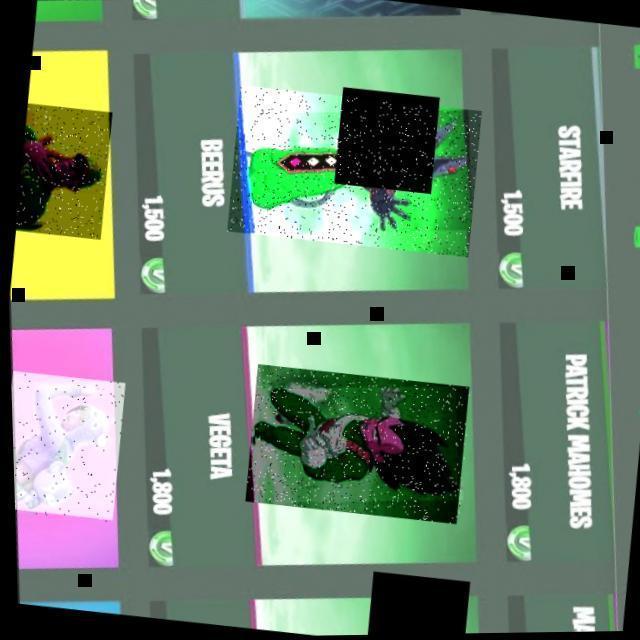 STARFIRE
1,500
PATRICK MAHOMES
1,800
BEERUS
1,500
VEGETA
1,800